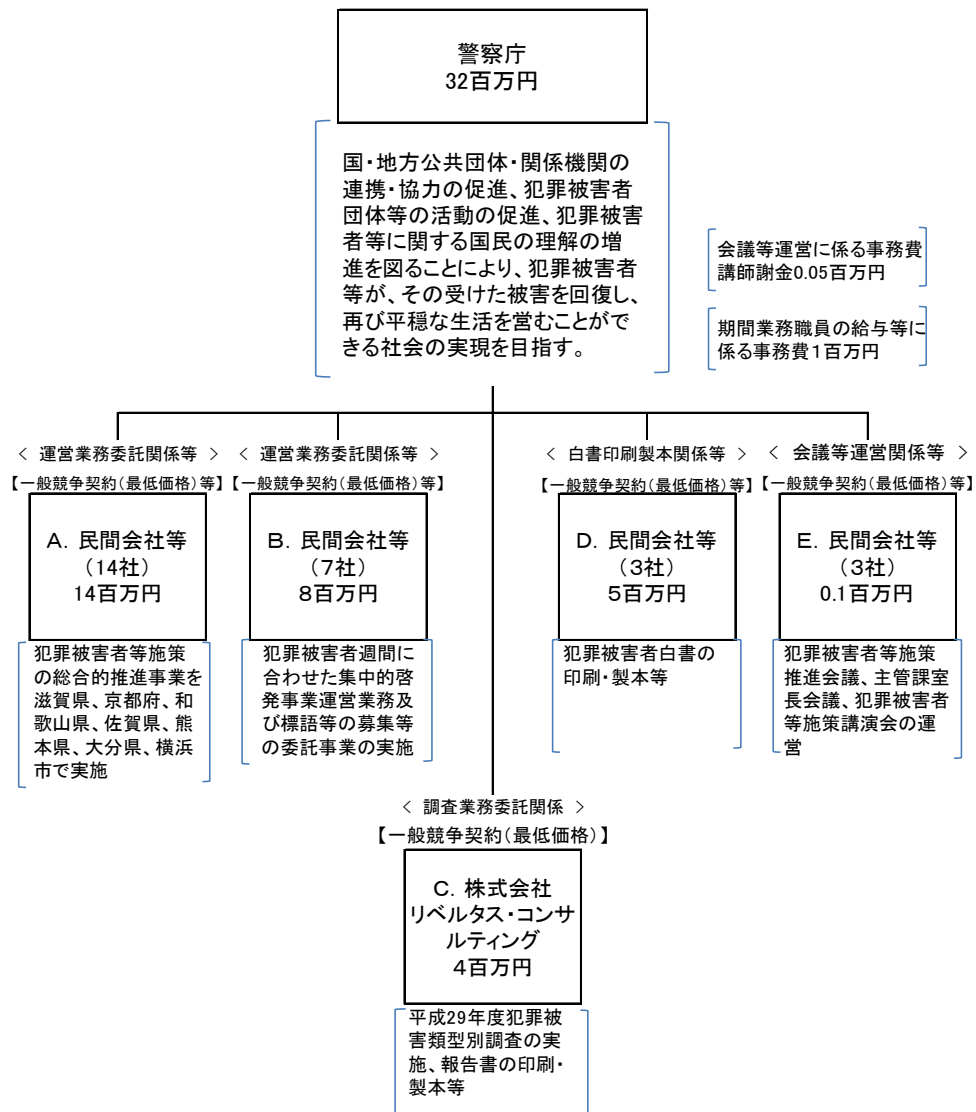 警察庁
32百万円
国・地方公共団体・関係機関の
連携・協力の促進、犯罪被害者
団体等の活動の促進、犯罪被害
者等に関する国民の理解の増
進を図ることにより、犯罪被害者
等が、その受けた被害を回復し、
再び平穏な生活を営むことがで
きる社会の実現を目指す。
会議等運営に係る事務費
講師謝金0.05百万円
期間業務職員の給与等に
係る事務費１百万円
＜ 運営業務委託関係等 ＞
【一般競争契約（最低価格）等】
A．民間会社等
（14社）
14百万円
犯罪被害者等施策
の総合的推進事業を
滋賀県、京都府、和
歌山県、佐賀県、熊
本県、大分県、横浜
市で実施
＜ 運営業務委託関係等 ＞
【一般競争契約（最低価格）等】
B．民間会社等
（7社）
8百万円
犯罪被害者週間に
合わせた集中的啓
発事業運営業務及
び標語等の募集等
の委託事業の実施
＜ 白書印刷製本関係等 ＞
【一般競争契約（最低価格）等】
D．民間会社等
（3社）
5百万円
犯罪被害者白書の
印刷・製本等
＜ 会議等運営関係等 ＞
【一般競争契約（最低価格）等】
E．民間会社等
（3社）
0.1百万円
犯罪被害者等施策
推進会議、主管課室
長会議、犯罪被害者
等施策講演会の運
営
＜ 調査業務委託関係 ＞
【一般競争契約（最低価格）】
C．株式会社
リベルタス・コンサ
ルティング
４百万円
平成29年度犯罪被
害類型別調査の実
施、報告書の印刷・
製本等